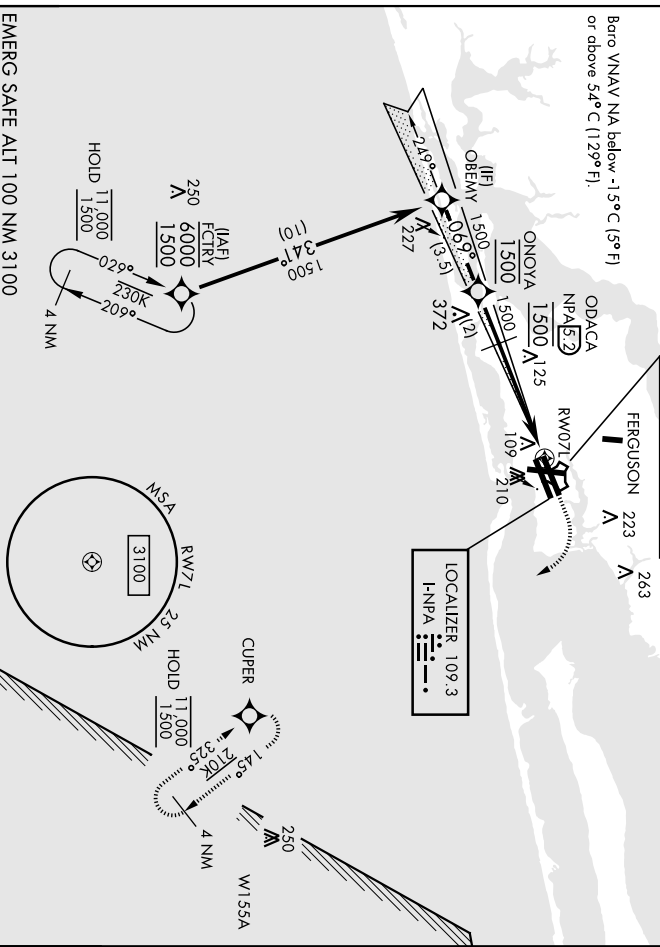 Baro VNAV NA below -15°C (5°F)
or above 54°C (129°F).
FERGUSON
223
263
ODACA
NPA 5.2
1500
125
RW07L
109
210
ONOYA
1500
1500
(IF)
OBEMY
1500
069°
249°
(3.5)
(2)
227
372
LOCALIZER 109.3
I-NPA
341°
1500
(10)
250
(IAF)
FCTRY
6000
1500
HOLD
11,000
1500
029°
230K
209°
4 NM
MSA RW7L 25 NM
3100
CUPER
HOLD
11,000
1500
325°
210K
145°
4 NM
250
W155A
EMERG SAFE ALT 100 NM 3100